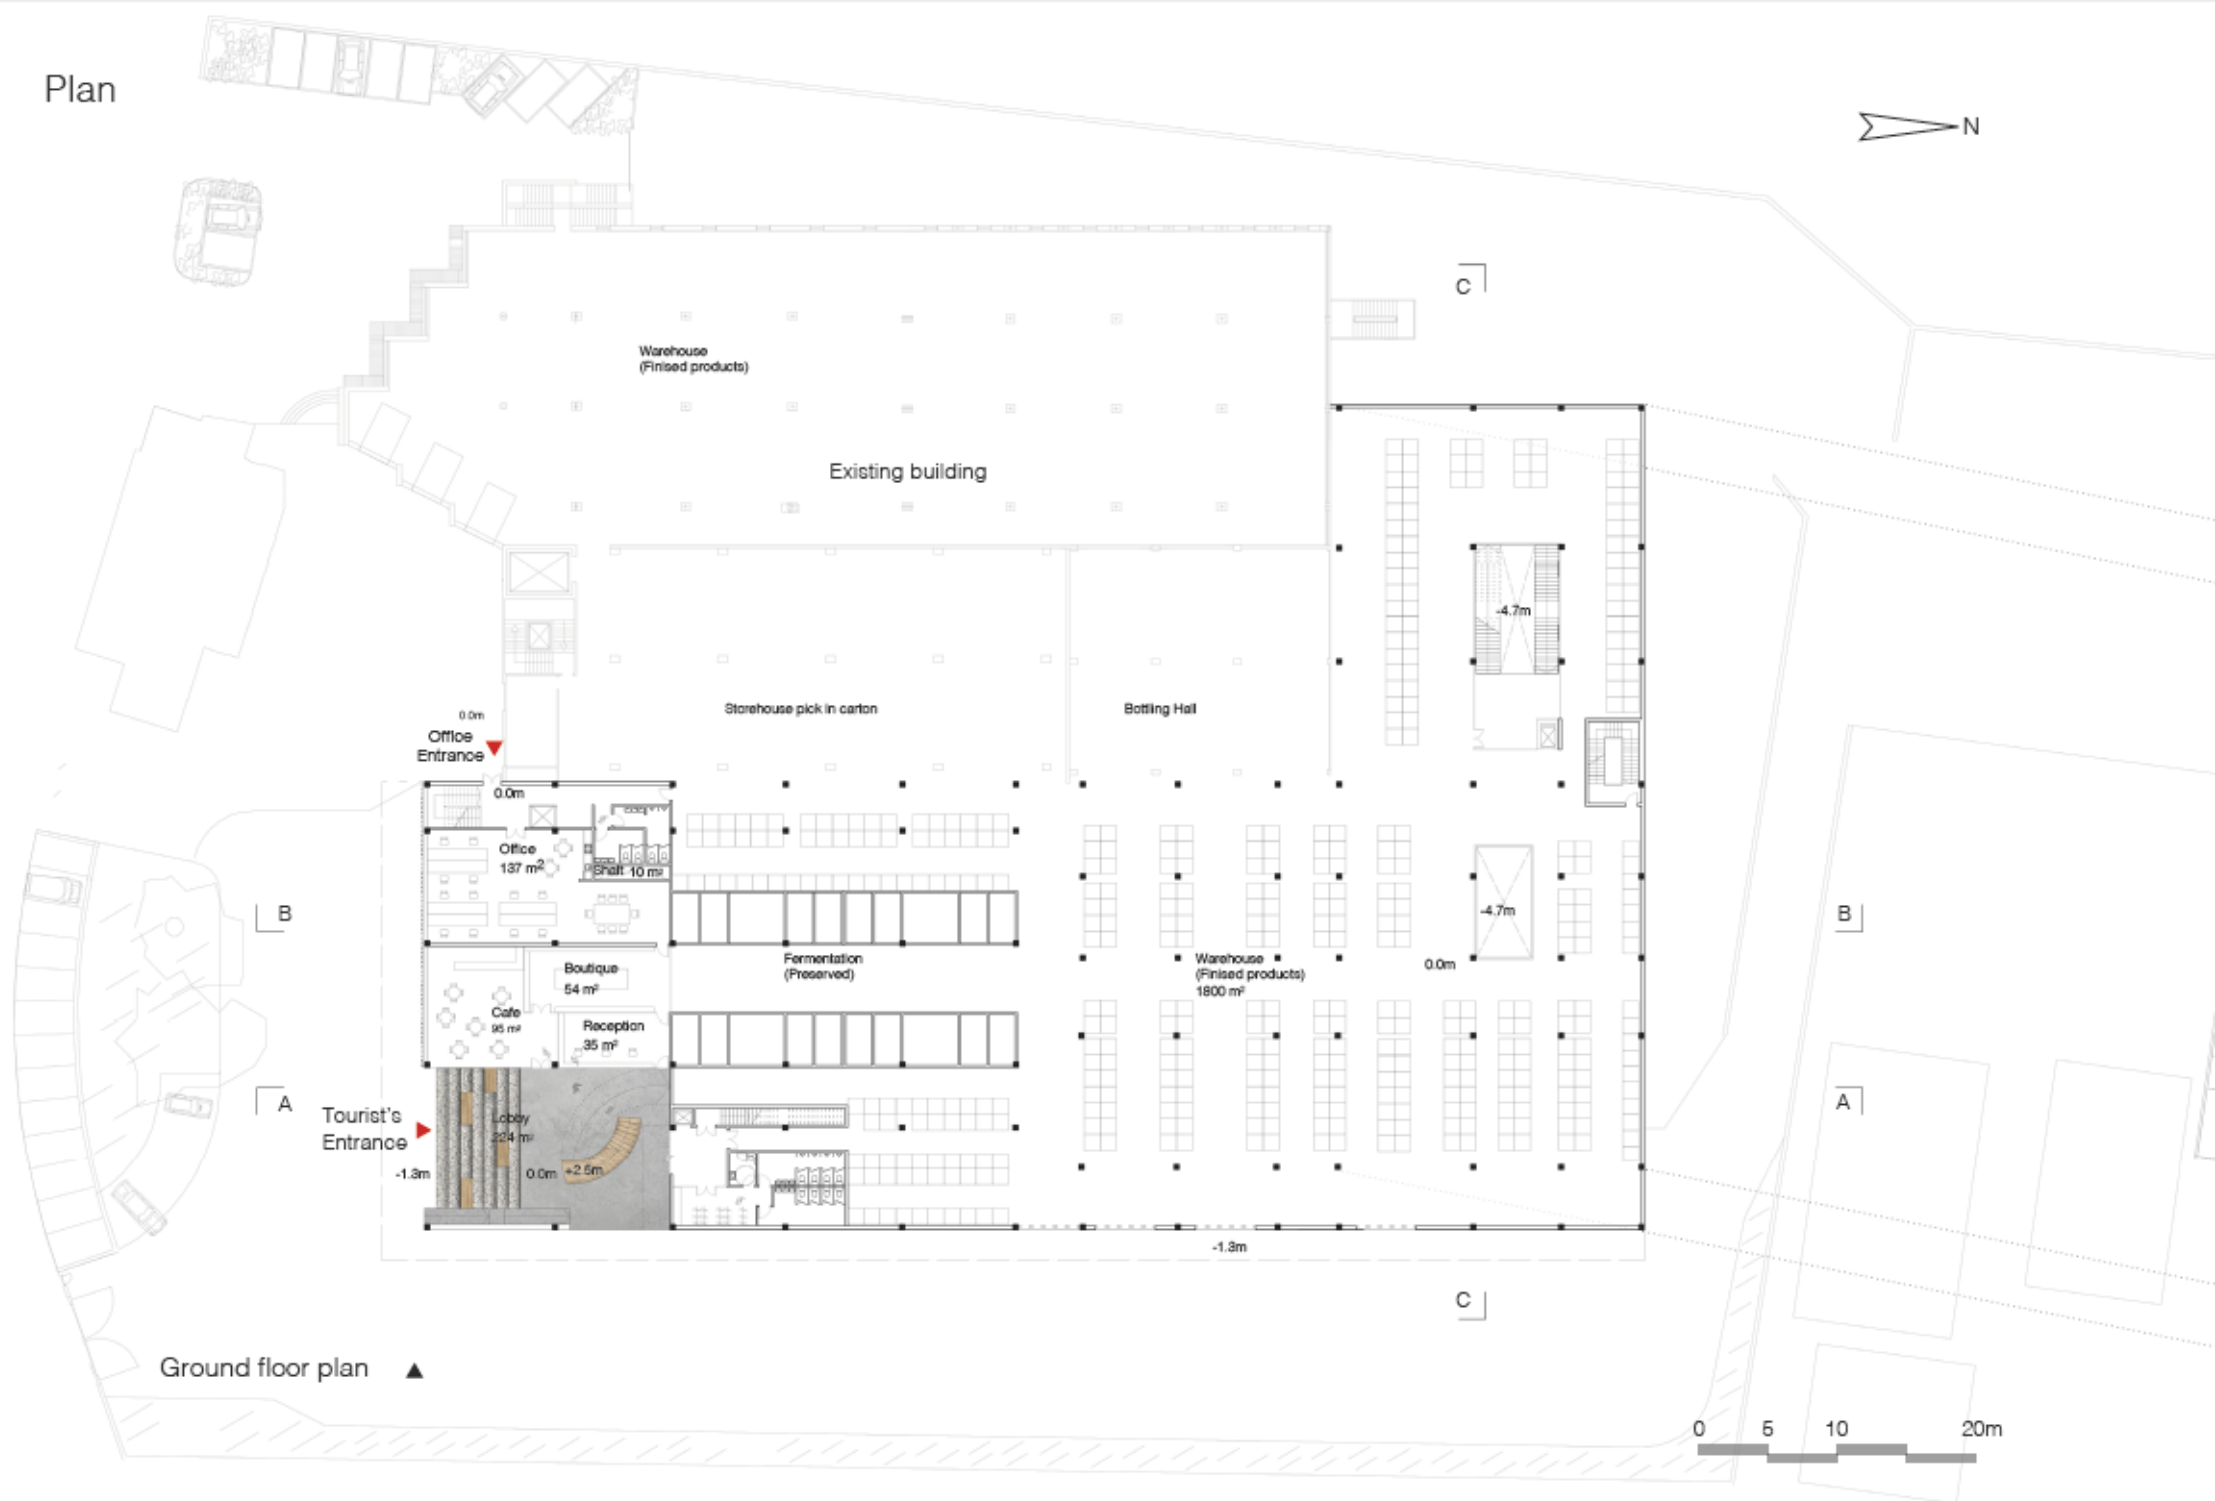 Plan
N
C
Warehouse
(Finised products)
Existing building
-4.7m
Storehouse pick in carton
Bottling Hall
0.0m
Office
Entrance
0.0m
Office
137 m²
Shaft 10 m²
B
B
-4.7m
Boutique
54 m²
Fermentation
(Preserved)
Warehouse
(Finised products)
1800 m²
0.0m
Cafe
95 m²
Reception
35 m²
A
A
Tourist's
Entrance
Lobby
224 m²
-1.3m
0.0m
+2.5m
-1.3m
C
Ground floor plan
0 5 10 20m